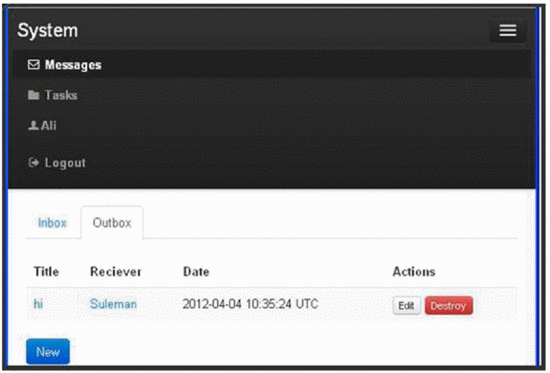 System
Messages
Tasks
Ali
Logout
Inbox Outbox
Title Reciever Date Actions
hi Suleman 2012-04-04 10:35:24 UTC Edit Destroy
New